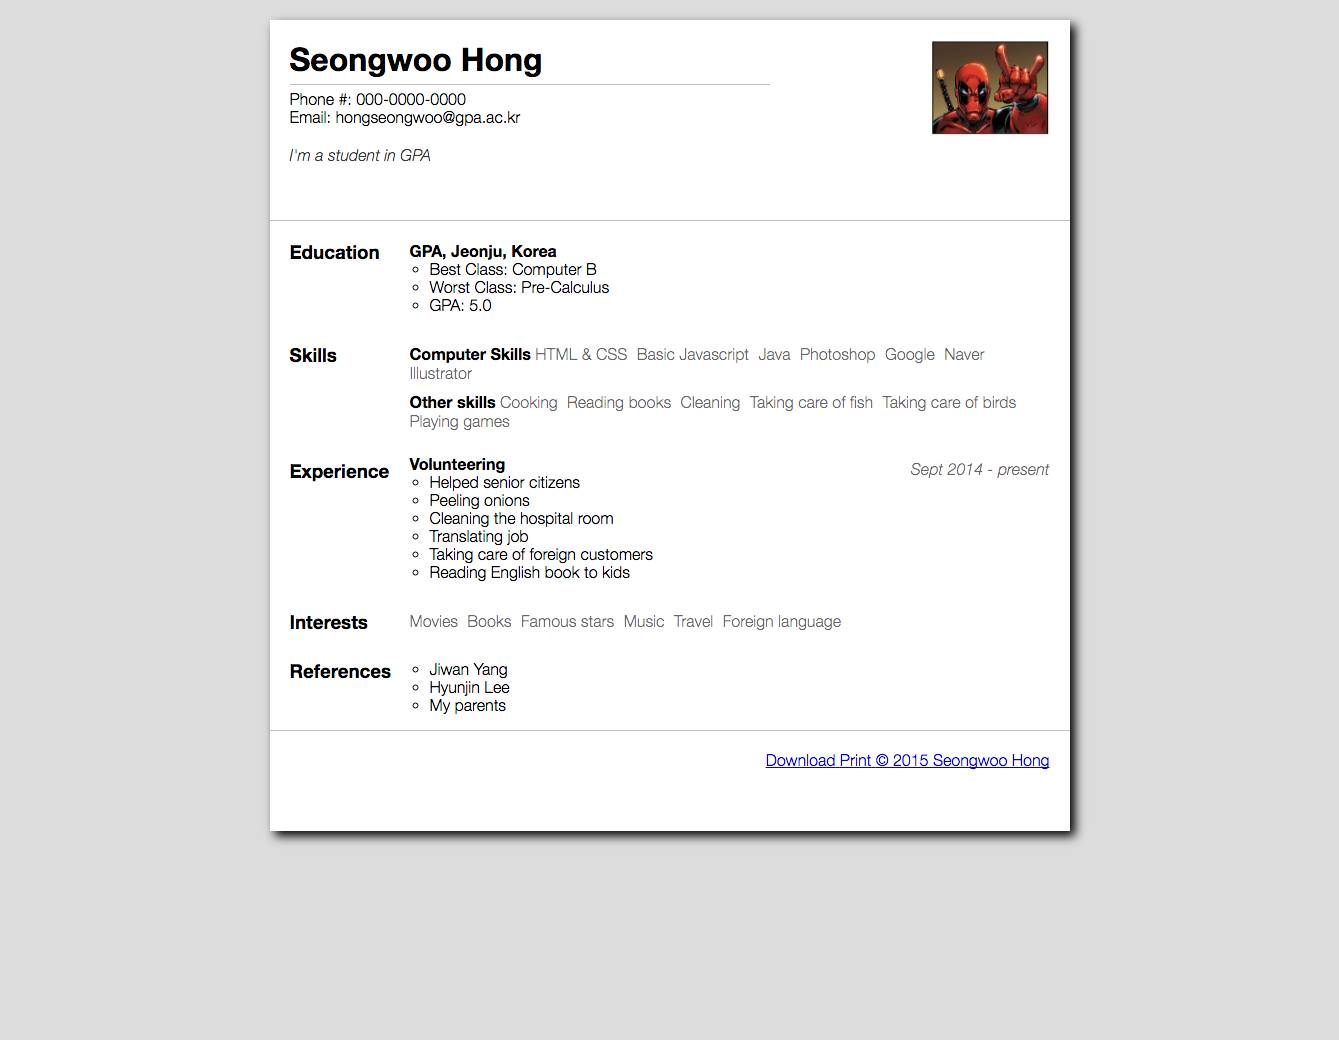 Seongwoo Hong
Phone #: 000-0000-0000
Email: hongseongwoo@gpa.ac.kr
I'm a student in GPA
Education
GPA, Jeonju, Korea
Best Class: Computer B
Worst Class: Pre-Calculus
GPA: 5.0
Skills
Computer Skills HTML & CSS Basic Javascript Java Photoshop Google Naver
Illustrator
Other skills Cooking Reading books Cleaning Taking care of fish Taking care of birds
Playing games
Experience
Volunteering
Sept 2014 - present
Helped senior citizens
Peeling onions
Cleaning the hospital room
Translating job
Taking care of foreign customers
Reading English book to kids
Interests
Movies Books Famous stars Music Travel Foreign language
References
Jiwan Yang
Hyunjin Lee
My parents
Download Print © 2015 Seongwoo Hong